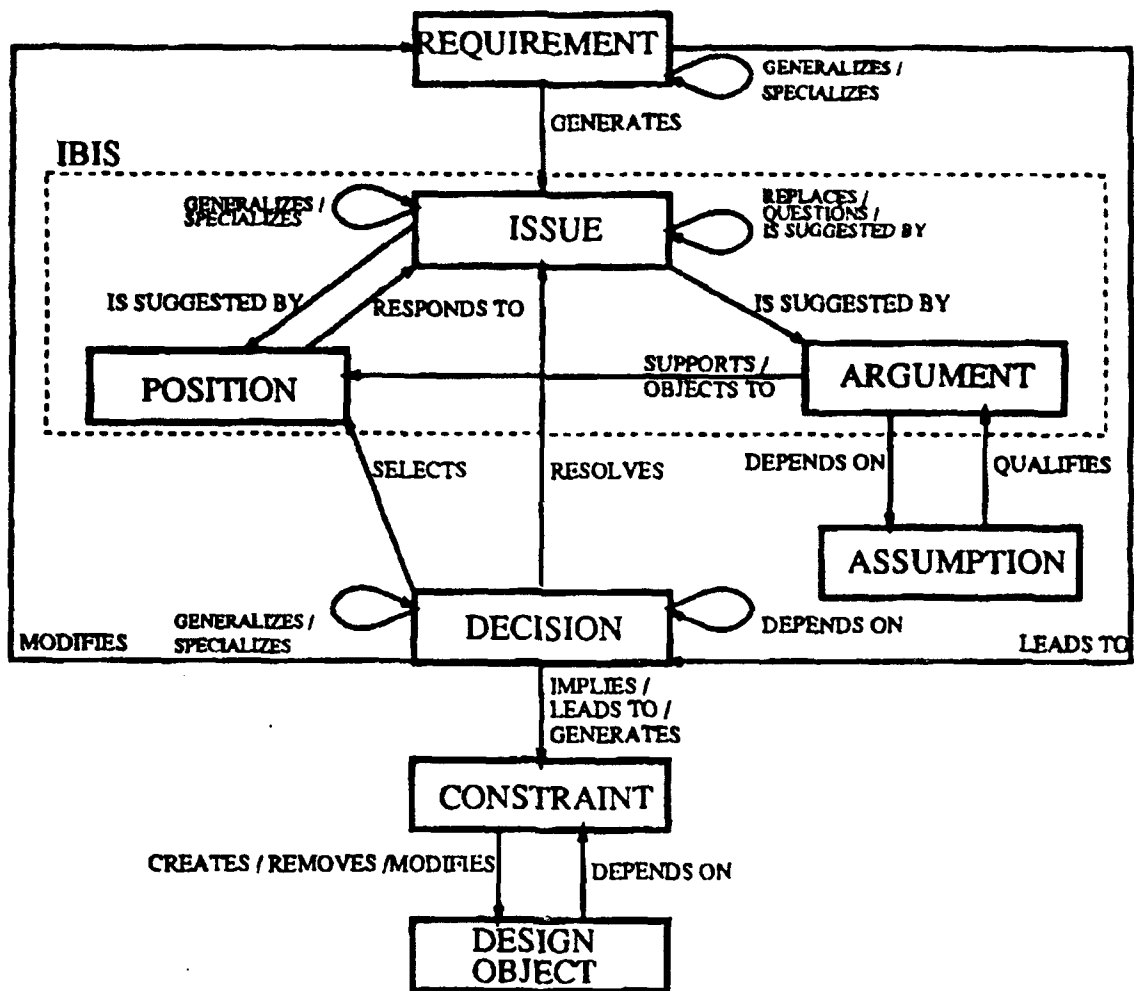 REQUIREMENT
GENERALIZES /
SPECIALIZES
GENERATES
IBIS
GENERALIZES /
SPECIALIZES
ISSUE
REPLACES /
QUESTIONS /
IS SUGGESTED BY
IS SUGGESTED BY
RESPONDS TO
IS SUGGESTED BY
POSITION
SUPPORTS /
OBJECTS TO
ARGUMENT
SELECTS
RESOLVES
DEPENDS ON
QUALIFIES
ASSUMPTION
GENERALIZES /
SPECIALIZES
DECISION
DEPENDS ON
MODIFIES
LEADS TO
IMPLIES /
LEADS TO /
GENERATES
CONSTRAINT
CREATES / REMOVES /MODIFIES
DEPENDS ON
DESIGN
OBJECT